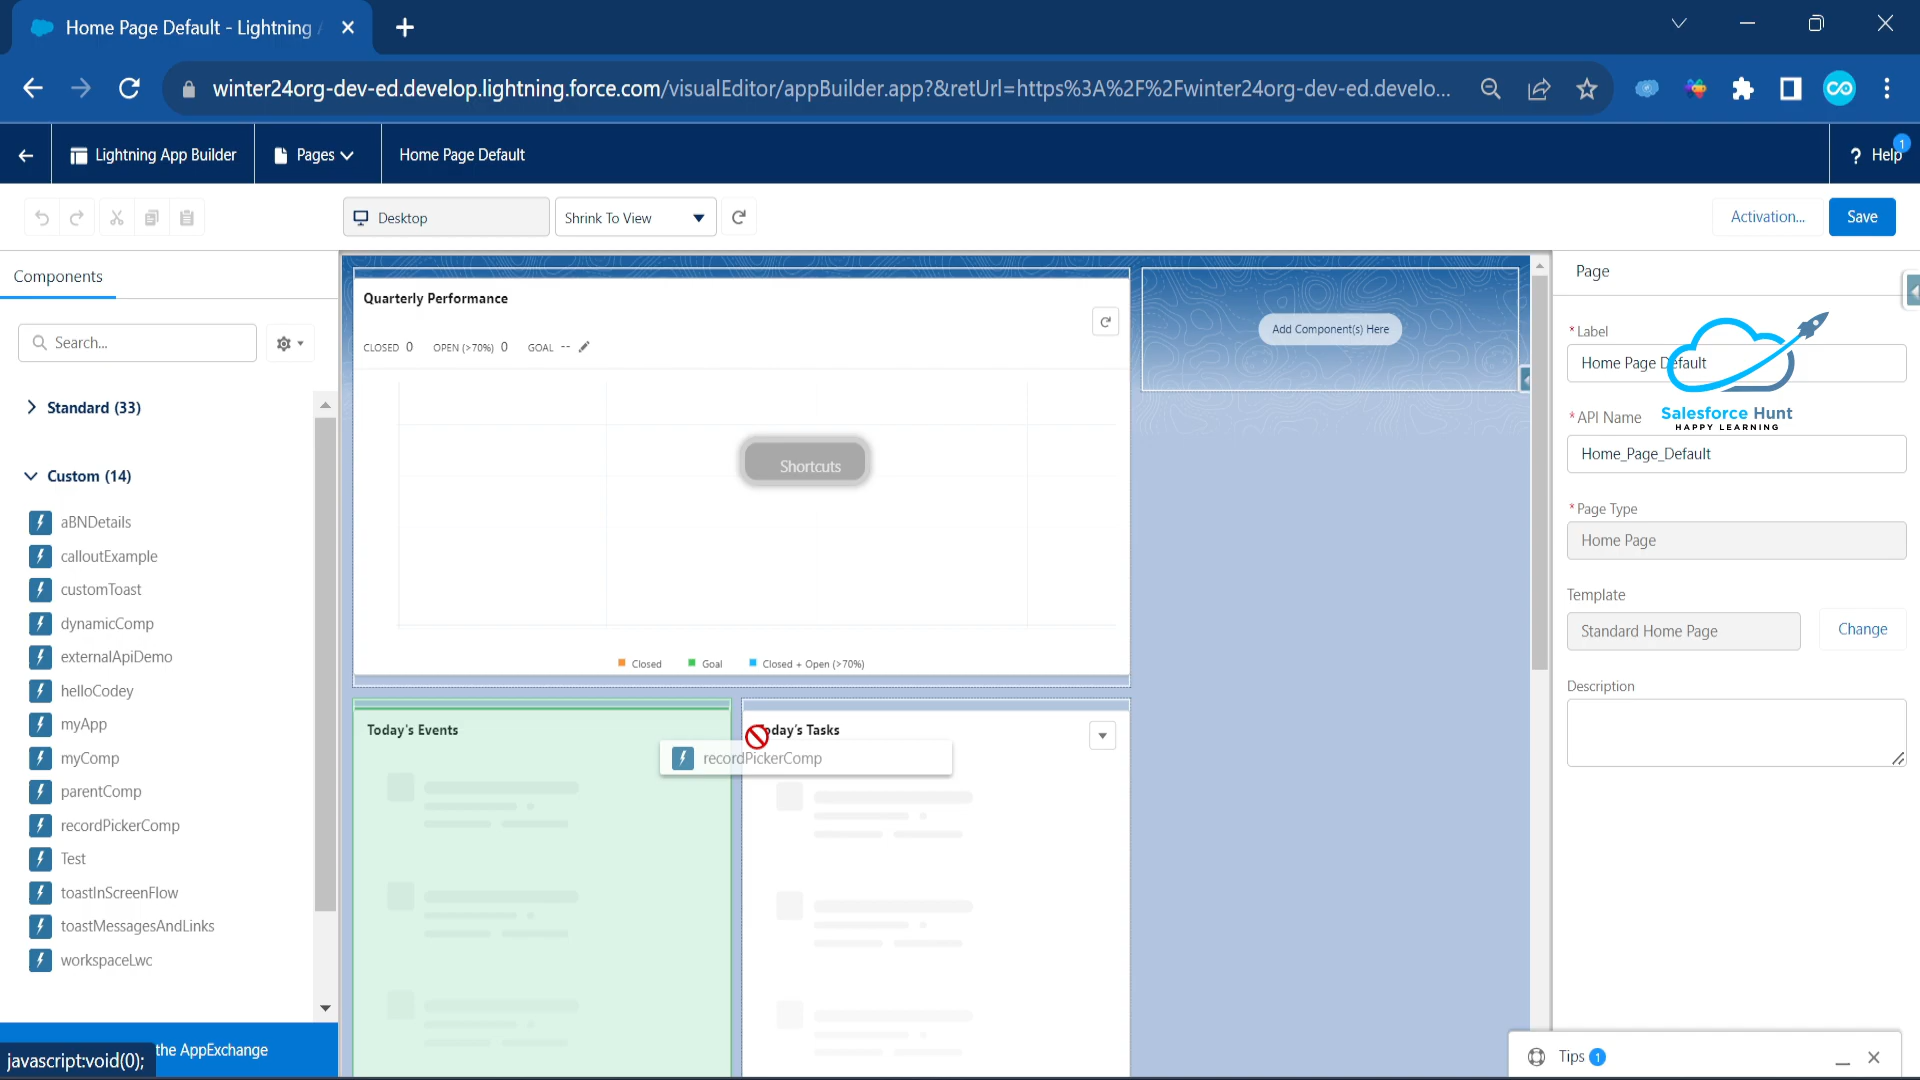 Home Page Default - Lightning
winter24org-dev-ed.develop.lightning.force.com/visualEditor/appBuilder.app?&retUrl=https%3A%2F%2Fwinter24org-dev-ed.develo...
Lightning App Builder
Pages
Home Page Default
? Help
1
Desktop
Shrink To View
Activation...
Save
Components
Search...
Standard (33)
Custom (14)
aBNDetails
calloutExample
customToast
dynamicComp
externalApiDemo
helloCodey
myApp
myComp
parentComp
recordPickerComp
Test
toastInScreenFlow
toastMessagesAndLinks
workspaceLwc
the AppExchange
javascript:void(0);
Quarterly Performance
CLOSED 0 OPEN (>70%) 0 GOAL --
Shortcuts
Closed Goal Closed + Open (>70%)
Today's Events
Today's Tasks
recordPickerComp
Add Component(s) Here
Page
* Label
Home Page Default
Salesforce Hunt
HAPPY LEARNING
* API Name
Home_Page_Default
* Page Type
Home Page
Template
Standard Home Page
Change
Description
Tips 1